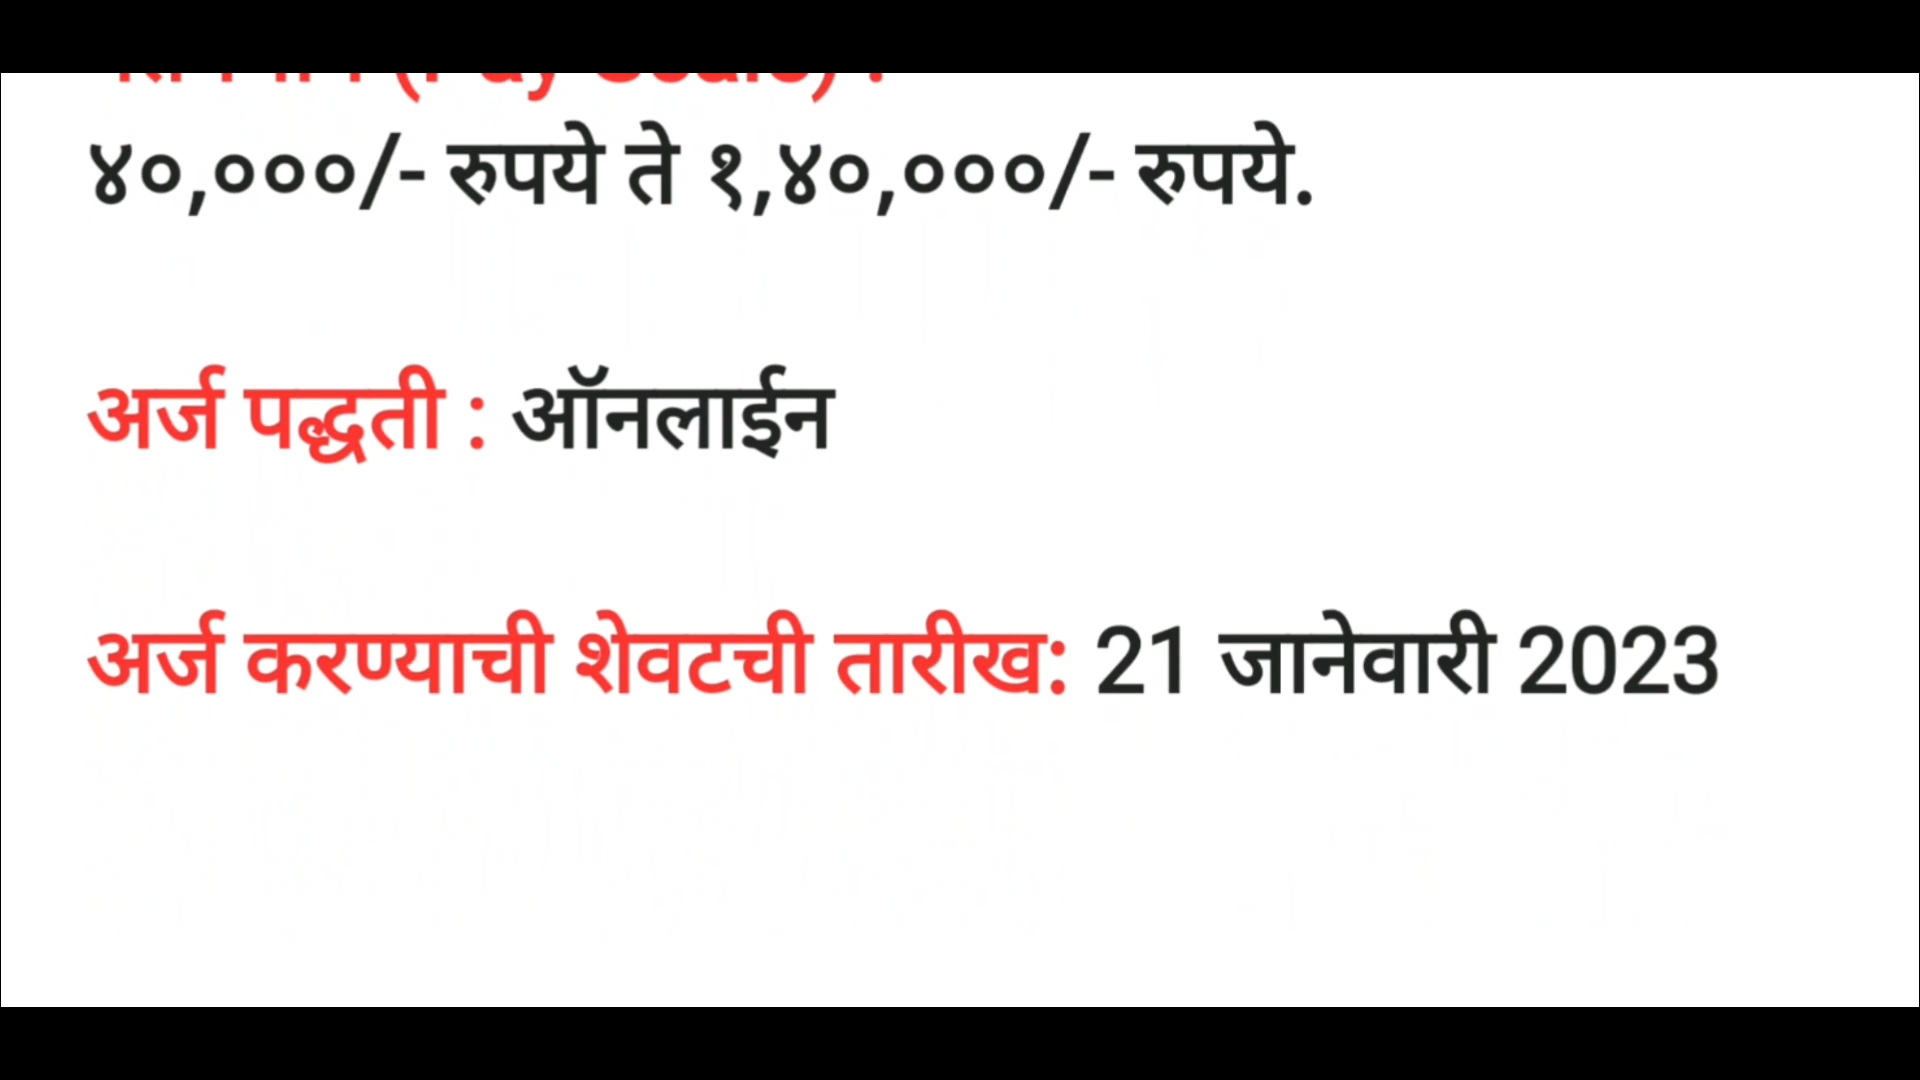 ४०,०००/- रुपये ते १,४०,०००/- रुपये.
अर्ज पद्धती : ऑनलाईन
अर्ज करण्याची शेवटची तारीख: 21 जानेवारी 2023